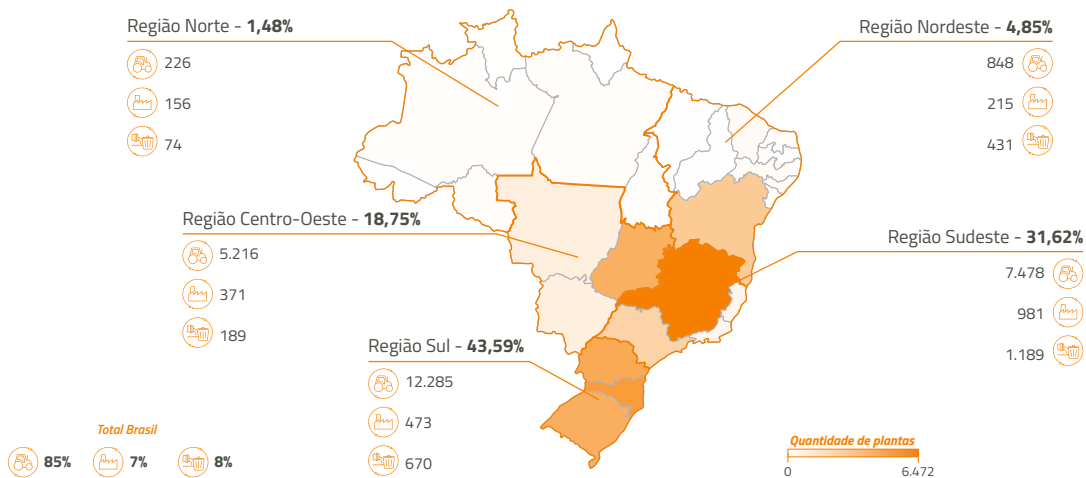 Região Norte - 1,48%
226
156
74
Região Nordeste - 4,85%
848
215
431
Região Centro-Oeste - 18,75%
5.216
371
189
Região Sudeste - 31,62%
7.478
981
1.189
Região Sul - 43,59%
12.285
473
670
Total Brasil
85% 7% 8%
Quantidade de plantas
0 6.472